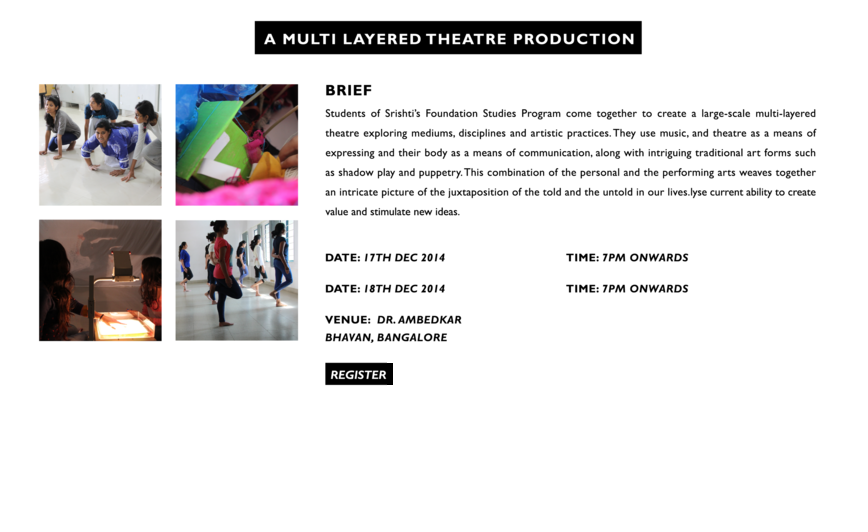 A MULTI LAYERED THEATRE PRODUCTION
BRIEF
Students of Srishti's Foundation Studies Program come together to create a large-scale multi-layered
theatre exploring mediums, disciplines and artistic practices. They use music, and theatre as a means of
expressing and their body as a means of communication, along with intriguing traditional art forms such
as shadow play and puppetry. This combination of the personal and the performing arts weaves together
an intricate picture of the juxtaposition of the told and the untold in our lives.lyse current ability to create
value and stimulate new ideas.
DATE: 17TH DEC 2014 TIME: 7PM ONWARDS
DATE: 18TH DEC 2014 TIME: 7PM ONWARDS
VENUE: DR. AMBEDKAR
BHAVAN, BANGALORE
REGISTER